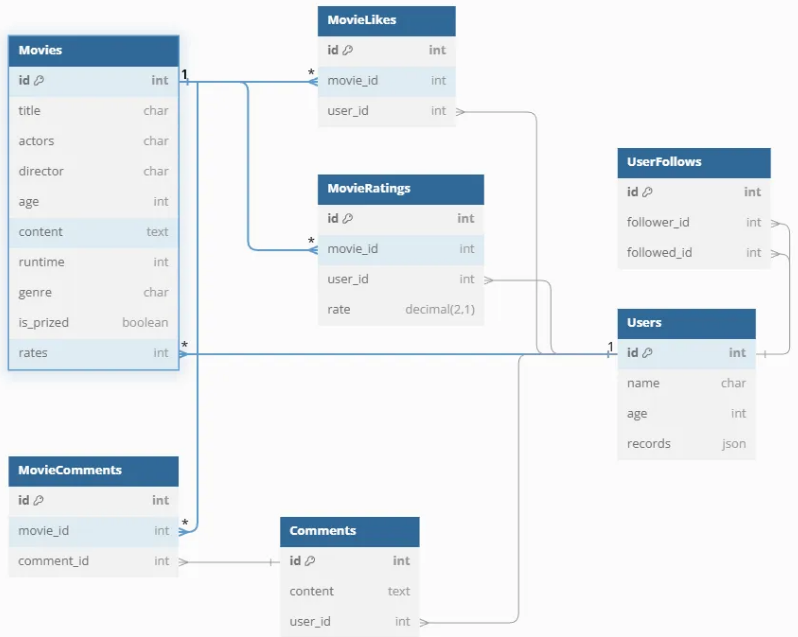 Movies
id int
title char
actors char
director char
age int
content text
runtime int
genre char
is_prized boolean
rates int
1
*
MovieLikes
id int
* movie_id int
user_id int
MovieRatings
id int
* movie_id int
user_id int
rate decimal(2,1)
UserFollows
id int
follower_id int
followed_id int
Users
1 id int
name char
age int
records json
MovieComments
id int
movie_id int *
comment_id int
Comments
id int
content text
user_id int